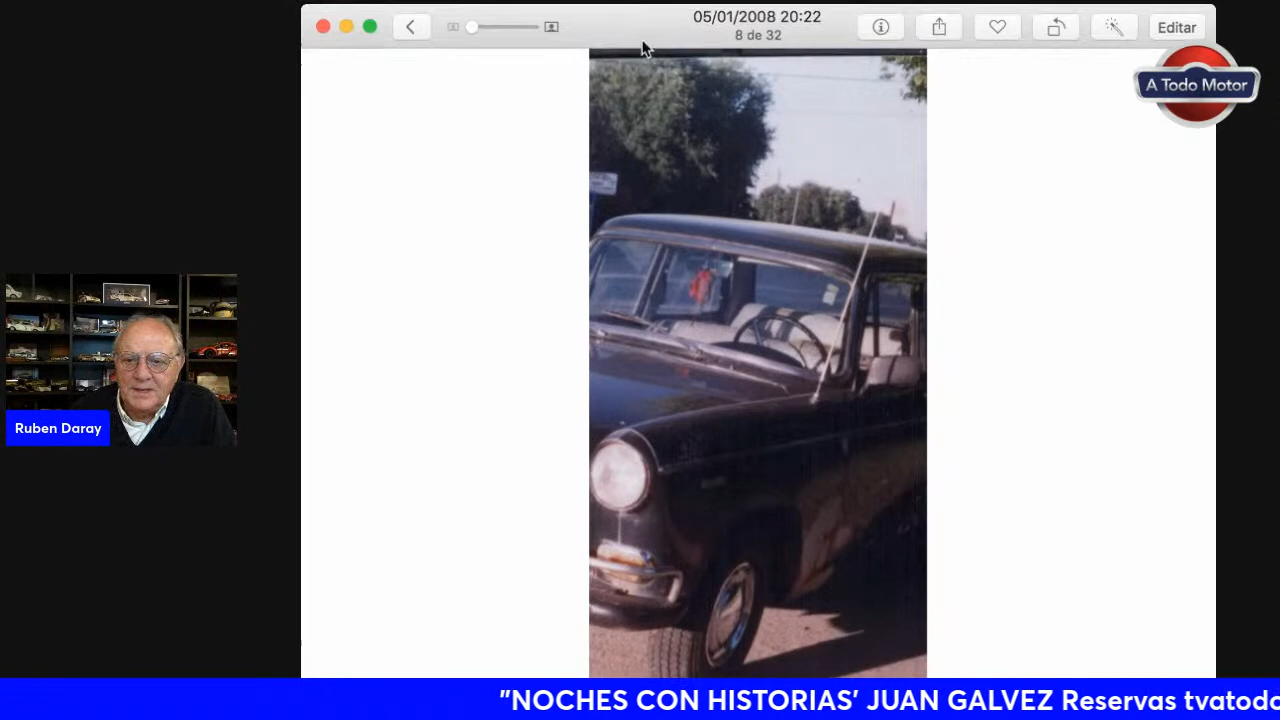 05/01/2008 20:22
8 de 32
Editar
A Todo Motor
Ruben Daray
"NOCHES CON HISTORIAS' JUAN GALVEZ Reservas tvatodo